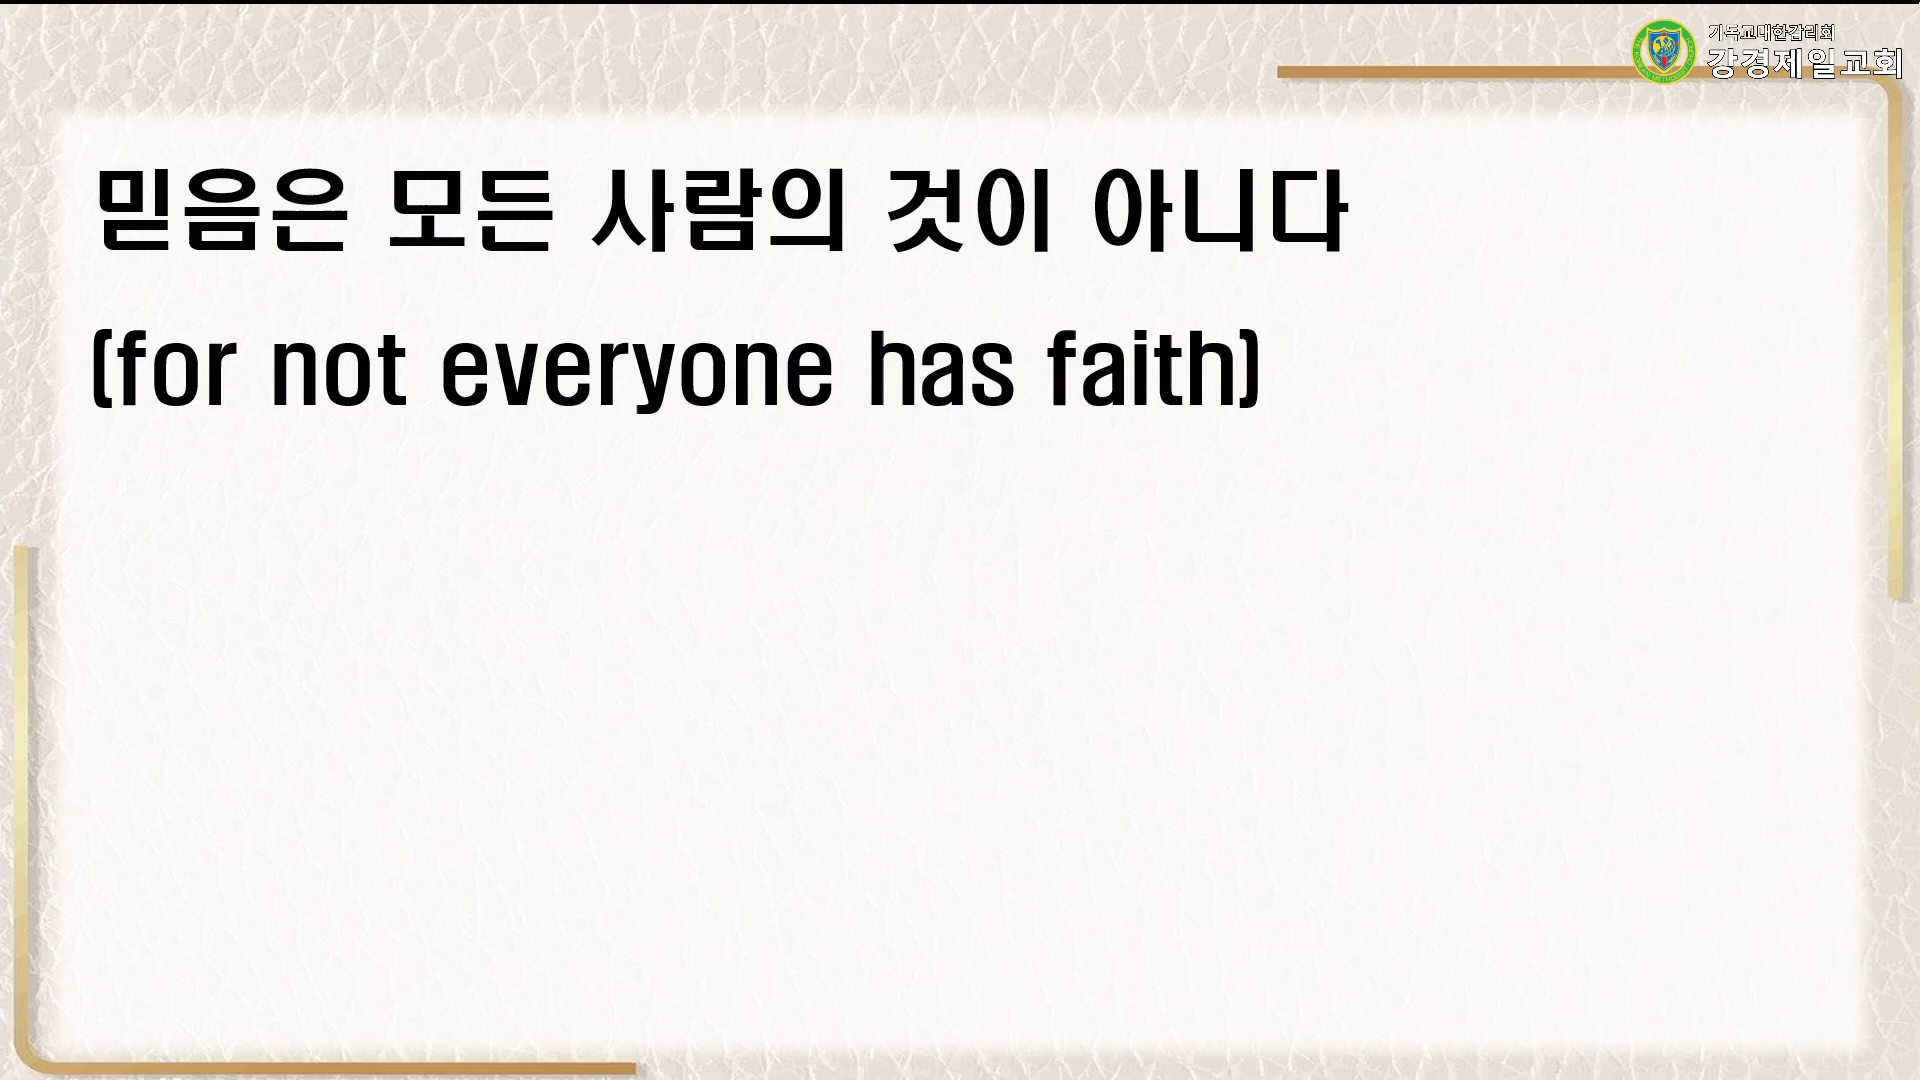 기독교대한감리회
강경제일교회
믿음은 모든 사람의 것이 아니다
(for not everyone has faith)